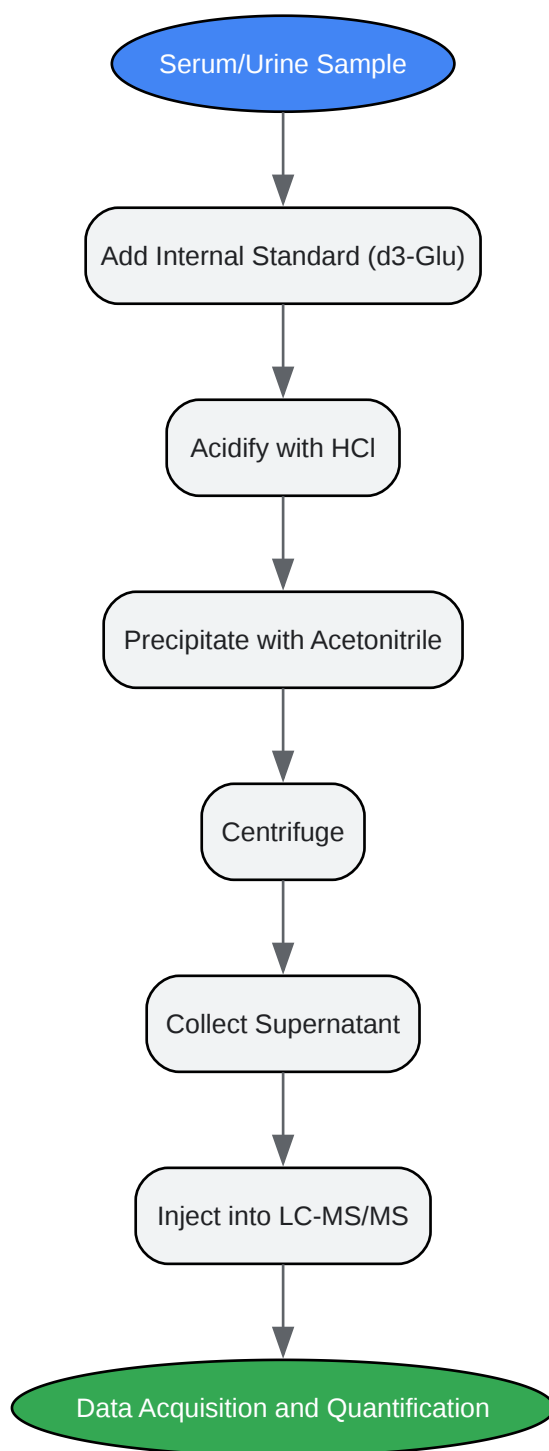 Serum/Urine Sample
Add Internal Standard (d3-Glu)
Acidify with HCl
Precipitate with Acetonitrile
Centrifuge
Collect Supernatant
Inject into LC-MS/MS
Data Acquisition and Quantification